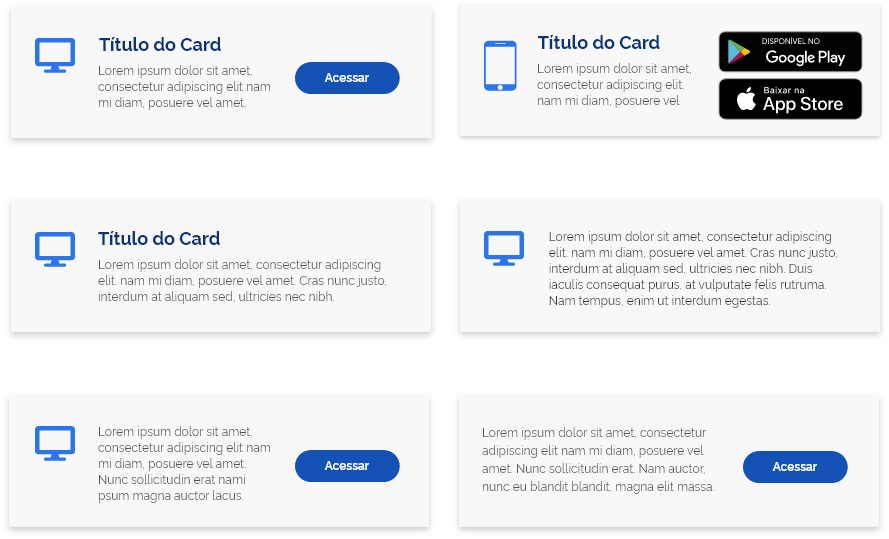 Título do Card
Lorem ipsum dolor sit amet,
consectetur adipiscing elit nam
mi diam, posuere vel amet.
Acessar
Título do Card
Lorem ipsum dolor sit amet,
consectetur adipiscing elit.
nam mi diam, posuere vel
DISPONÍVEL NO
Google Play
Baixar na
App Store
Título do Card
Lorem ipsum dolor sit amet, consectetur adipiscing
elit. nam mi diam, posuere vel amet. Cras nunc justo,
interdum at aliquam sed, ultricies nec nibh.
Lorem ipsum dolor sit amet, consectetur adipiscing
elit. nam mi diam, posuere vel amet. Cras nunc justo,
interdum at aliquam sed, ultricies nec nibh. Duis
iaculis consequat purus, at vulputate felis rutruma.
Nam tempus, enim ut interdum egestas.
Lorem ipsum dolor sit amet,
consectetur adipiscing elit nam
mi diam, posuere vel amet.
Nunc sollicitudin erat nami
psum magna auctor lacus.
Acessar
Lorem ipsum dolor sit amet, consectetur
adipiscing elit nam mi diam, posuere vel
amet. Nunc sollicitudin erat. Nam auctor,
nunc eu blandit blandit, magna elit massa.
Acessar